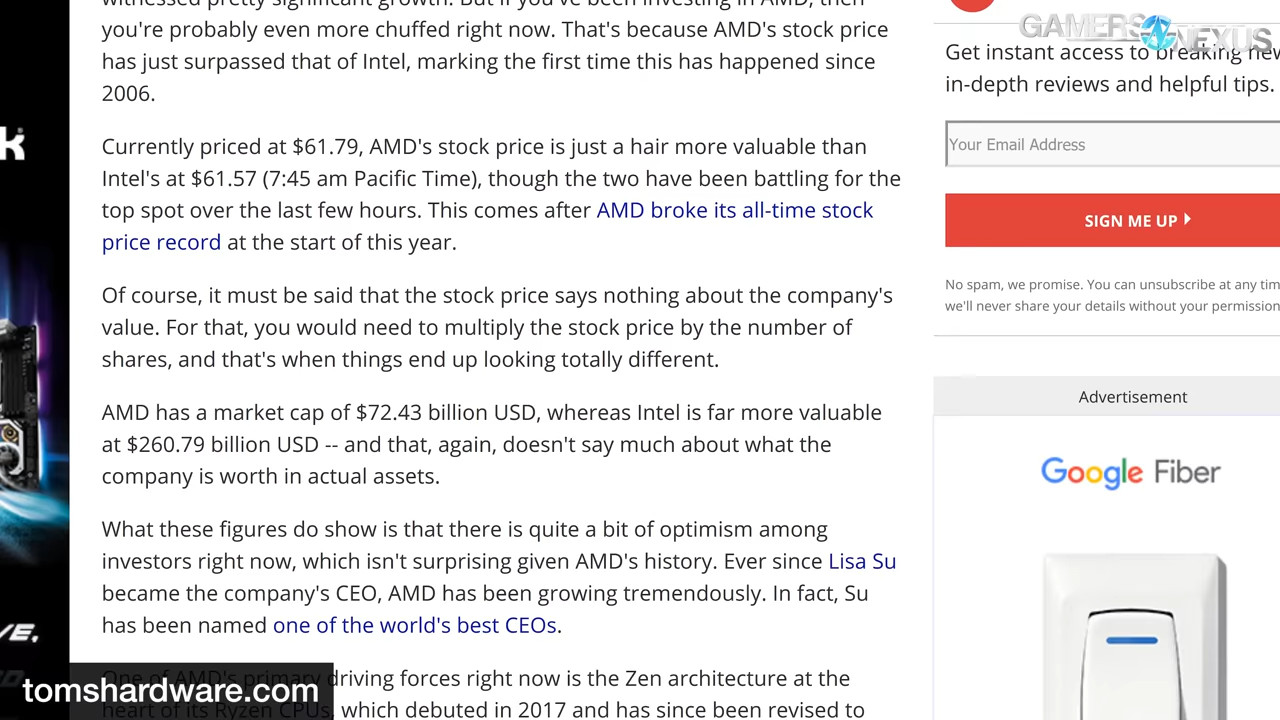 witnessed pretty significant growth. But if you've been investing in AMD, then
you're probably even more chuffed right now. That's because AMD's stock price
has just surpassed that of Intel, marking the first time this has happened since
2006.
Currently priced at $61.79, AMD's stock price is just a hair more valuable than
Intel's at $61.57 (7:45 am Pacific Time), though the two have been battling for the
top spot over the last few hours. This comes after AMD broke its all-time stock
price record at the start of this year.
Of course, it must be said that the stock price says nothing about the company's
value. For that, you would need to multiply the stock price by the number of
shares, and that's when things end up looking totally different.
AMD has a market cap of $72.43 billion USD, whereas Intel is far more valuable
at $260.79 billion USD -- and that, again, doesn't say much about what the
company is worth in actual assets.
What these figures do show is that there is quite a bit of optimism among
investors right now, which isn't surprising given AMD's history. Ever since Lisa Su
became the company's CEO, AMD has been growing tremendously. In fact, Su
has been named one of the world's best CEOs.
One of AMD's primary driving forces right now is the Zen architecture at the
heart of its Ryzen CPUs, which debuted in 2017 and has since been revised to
tomshardware.com
GAMERS NEXUS
Get instant access to breaking new
in-depth reviews and helpful tips.
Your Email Address
SIGN ME UP
No spam, we promise. You can unsubscribe at any tim
we'll never share your details without your permission
Advertisement
Google Fiber